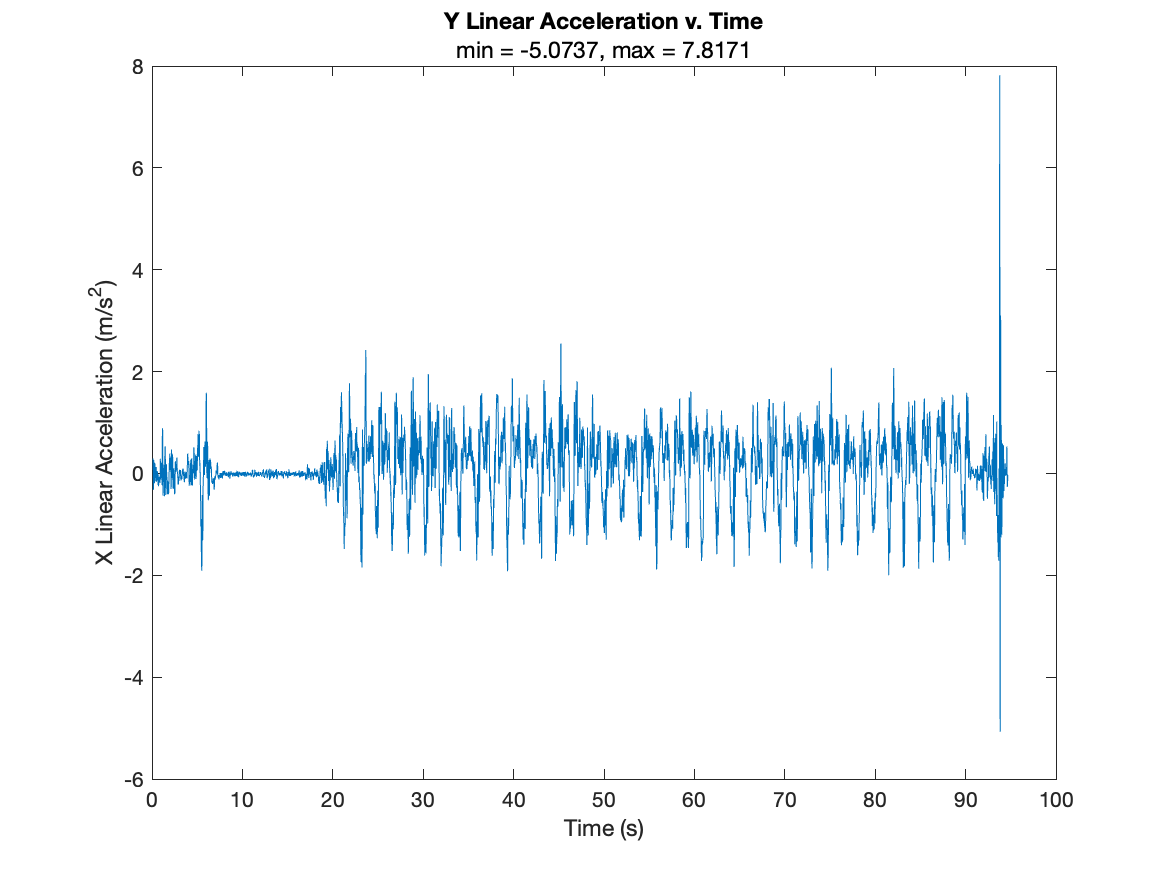 Y Linear Acceleration v. Time
min = -5.0737, max = 7.8171
8
6
4
2
0
-2
-4
-6
X Linear Acceleration (m/s²)
0 10 20 30 40 50 60 70 80 90 100
Time (s)